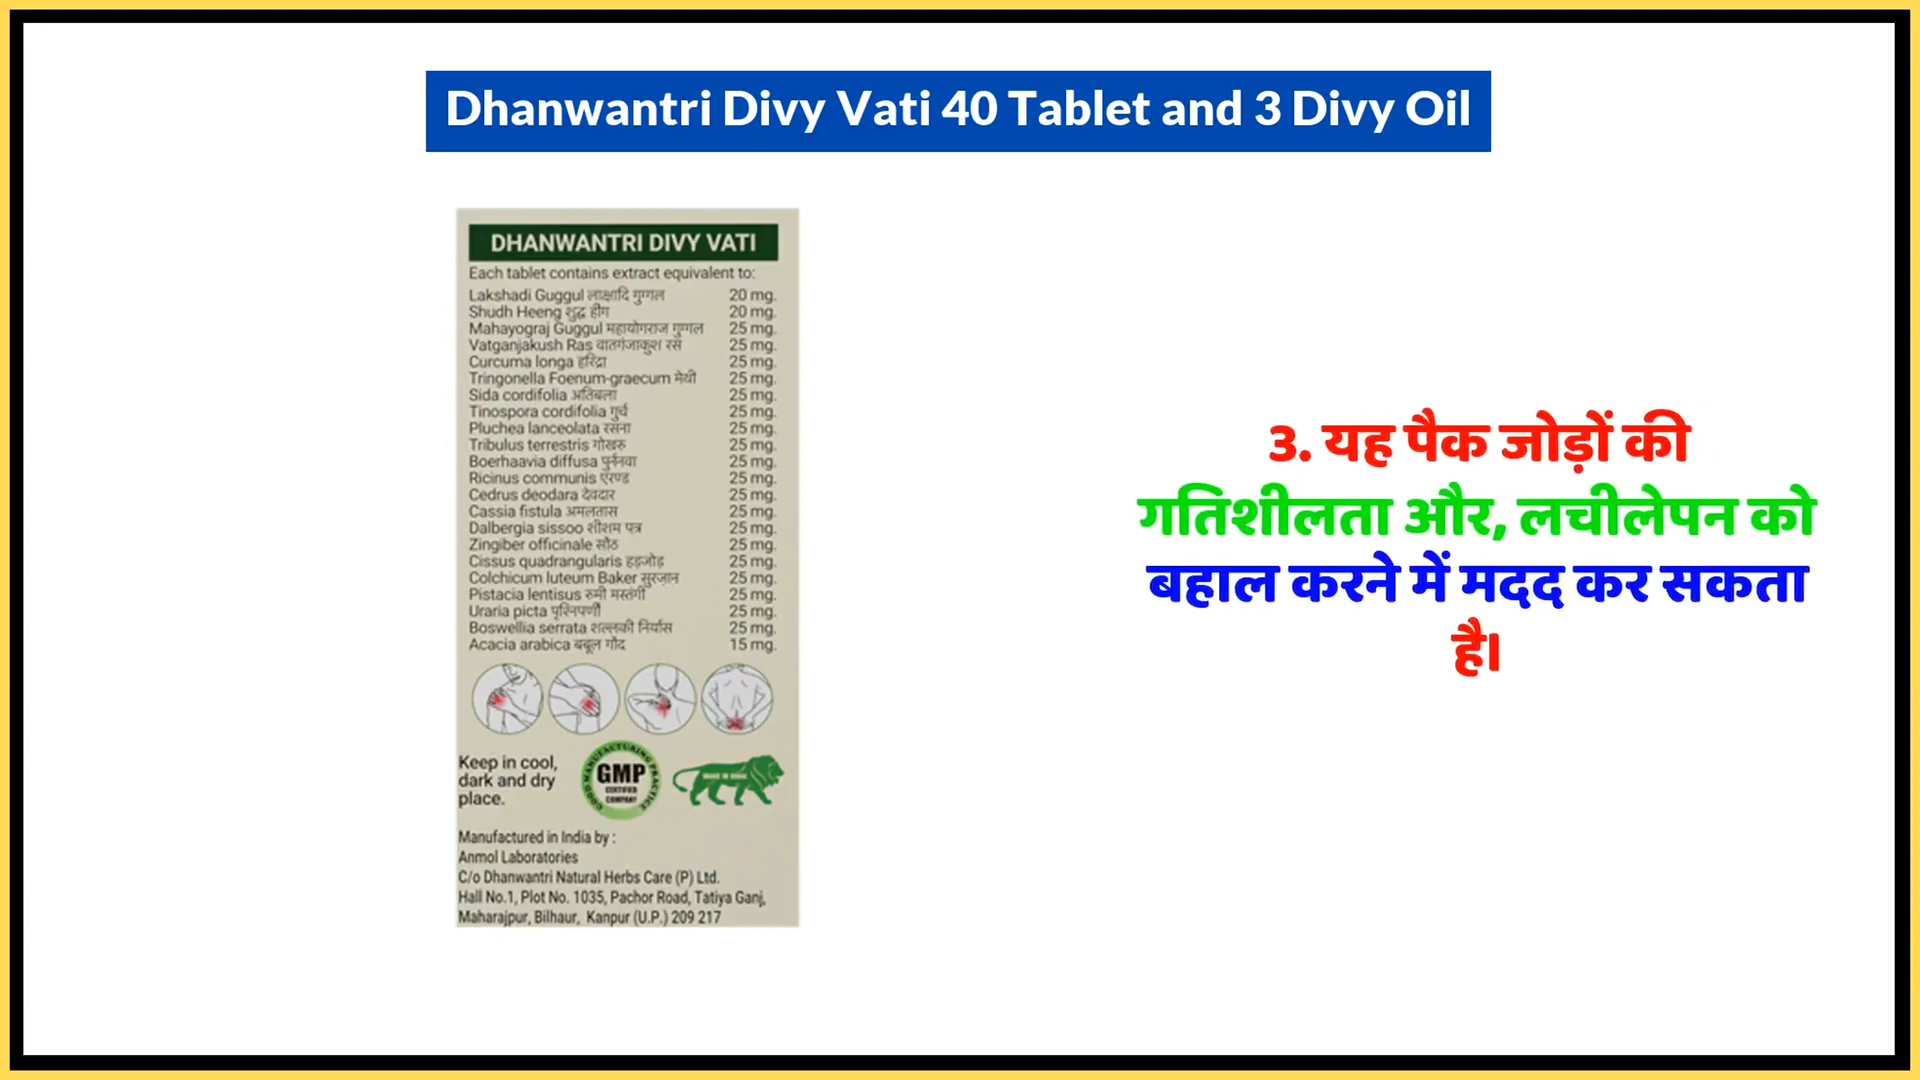 Dhanwantri Divy Vati 40 Tablet and 3 Divy Oil
DHANWANTRI DIVY VATI
Each tablet contains extract equivalent to:
Lakshadi Guggul लाक्षादि गुग्गल 20 mg.
Shudh Heeng शुद्ध हींग 20 mg.
Mahayograj Guggul महायोगराज गुग्गल 25 mg.
Vatganjakush Ras वातगंजाकुश रस 25 mg.
Curcuma longa हरिद्रा 25 mg.
Tringonella Foenum-graecum मेथी 25 mg.
Sida cordifolia अतिबला 25 mg.
Tinospora cordifolia गुर्च 25 mg.
Pluchea lanceolata रसना 25 mg.
Tribulus terrestris गोखरु 25 mg.
Boerhaavia diffusa पुर्ननवा 25 mg.
Ricinus communis एरण्ड 25 mg.
Cedrus deodara देवदार 25 mg.
Cassia fistula अमलतास 25 mg.
Dalbergia sissoo शीशम पत्र 25 mg.
Zingiber officinale सौंठ 25 mg.
Cissus quadrangularis हड़जोड़ 25 mg.
Colchicum luteum Baker सुरंजान 25 mg.
Pistacia lentisus रुमी मस्तंगी 25 mg.
Uraria picta पृश्निपर्णी 25 mg.
Boswellia serrata शल्लकी निर्यास 25 mg.
Acacia arabica बबूल गोंद 15 mg.
Keep in cool,
dark and dry
place.
GOOD MANUFACTURING PRACTICE
GMP
CERTIFIED
COMPANY
MAKE IN INDIA
Manufactured in India by :
Anmol Laboratories
C/o Dhanwantri Natural Herbs Care (P) Ltd.
Hall No.1, Plot No. 1035, Pachor Road, Tatiya Ganj,
Maharajpur, Bilhaur, Kanpur (U.P.) 209 217
3. यह पैक जोड़ों की
गतिशीलता और, लचीलेपन को
बहाल करने में मदद कर सकता
है।